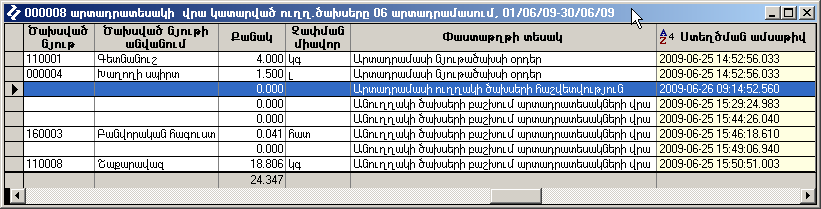 000008 արտադրատեսակի վրա կատարված ուղղ.ծախսերը 06 արտադրամասում, 01/06/09-30/06/09
Ծախսված Նյութ Ծախսված Նյութի անվանում Քանակ Չափման միավոր Փաստաթղթի տեսակ Ստեղծման ամսաթիվ
110001 Գետնանուշ 4.000 կգ Արտադրամասի նյութածախսի օրդեր 2009-06-25 14:52:56.033
000004 Խաղողի սպիրտ 1.500 լ Արտադրամասի նյութածախսի օրդեր 2009-06-25 14:52:56.033
0.000 Արտադրամասի ուղղակի ծախսերի հաշվետվություն 2009-06-26 09:14:52.560
0.000 Անուղղակի ծախսերի բաշխում արտադրատեսակների վրա 2009-06-25 15:29:24.983
0.000 Անուղղակի ծախսերի բաշխում արտադրատեսակների վրա 2009-06-25 15:44:26.040
160003 Բանվորական հագուստ 0.041 հատ Անուղղակի ծախսերի բաշխում արտադրատեսակների վրա 2009-06-25 15:46:18.610
0.000 Անուղղակի ծախսերի բաշխում արտադրատեսակների վրա 2009-06-25 15:49:06.940
110008 Շաքարավազ 18.806 կգ Անուղղակի ծախսերի բաշխում արտադրատեսակների վրա 2009-06-25 15:50:51.003
24.347